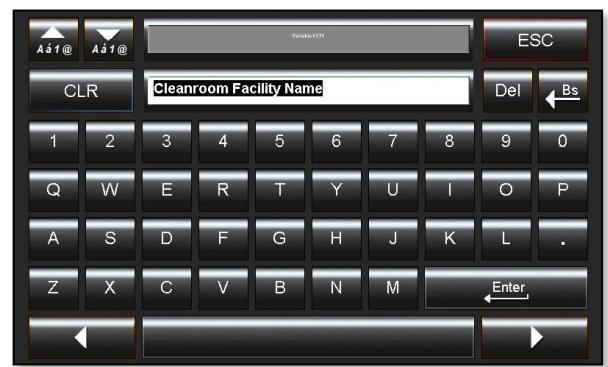 Aá1@ Aá1@ ESC
CLR Cleanroom Facility Name Del Bs
1 2 3 4 5 6 7 8 9 0
Q W E R T Y U I O P
A S D F G H J K L .
Z X C V B N M Enter